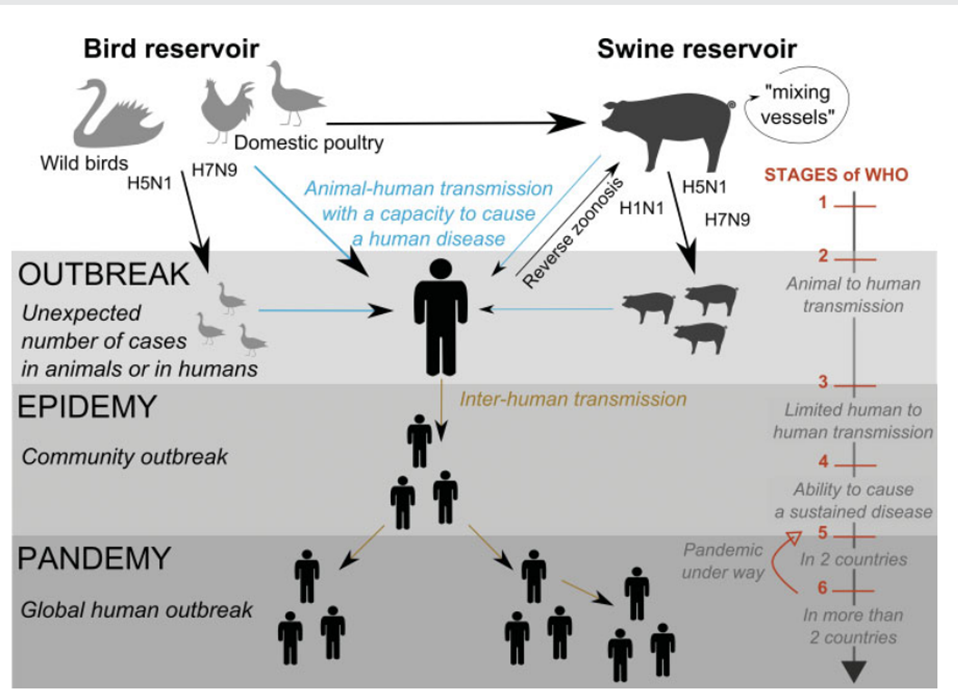 Bird reservoir
Swine reservoir
"mixing
vessels"
Wild birds
Domestic poultry
H5N1
H7N9
Animal-human transmission
with a capacity to cause
a human disease
Reverse zoonosis
H1N1
H5N1
H7N9
STAGES of WHO
1
2
Animal to human
transmission
OUTBREAK
Unexpected
number of cases
in animals or in humans
3
EPIDEMY
Community outbreak
Inter-human transmission
Limited human to
human transmission
4
Ability to cause
a sustained disease
5
PANDEMY
Global human outbreak
Pandemic
under way
In 2 countries
6
In more than
2 countries